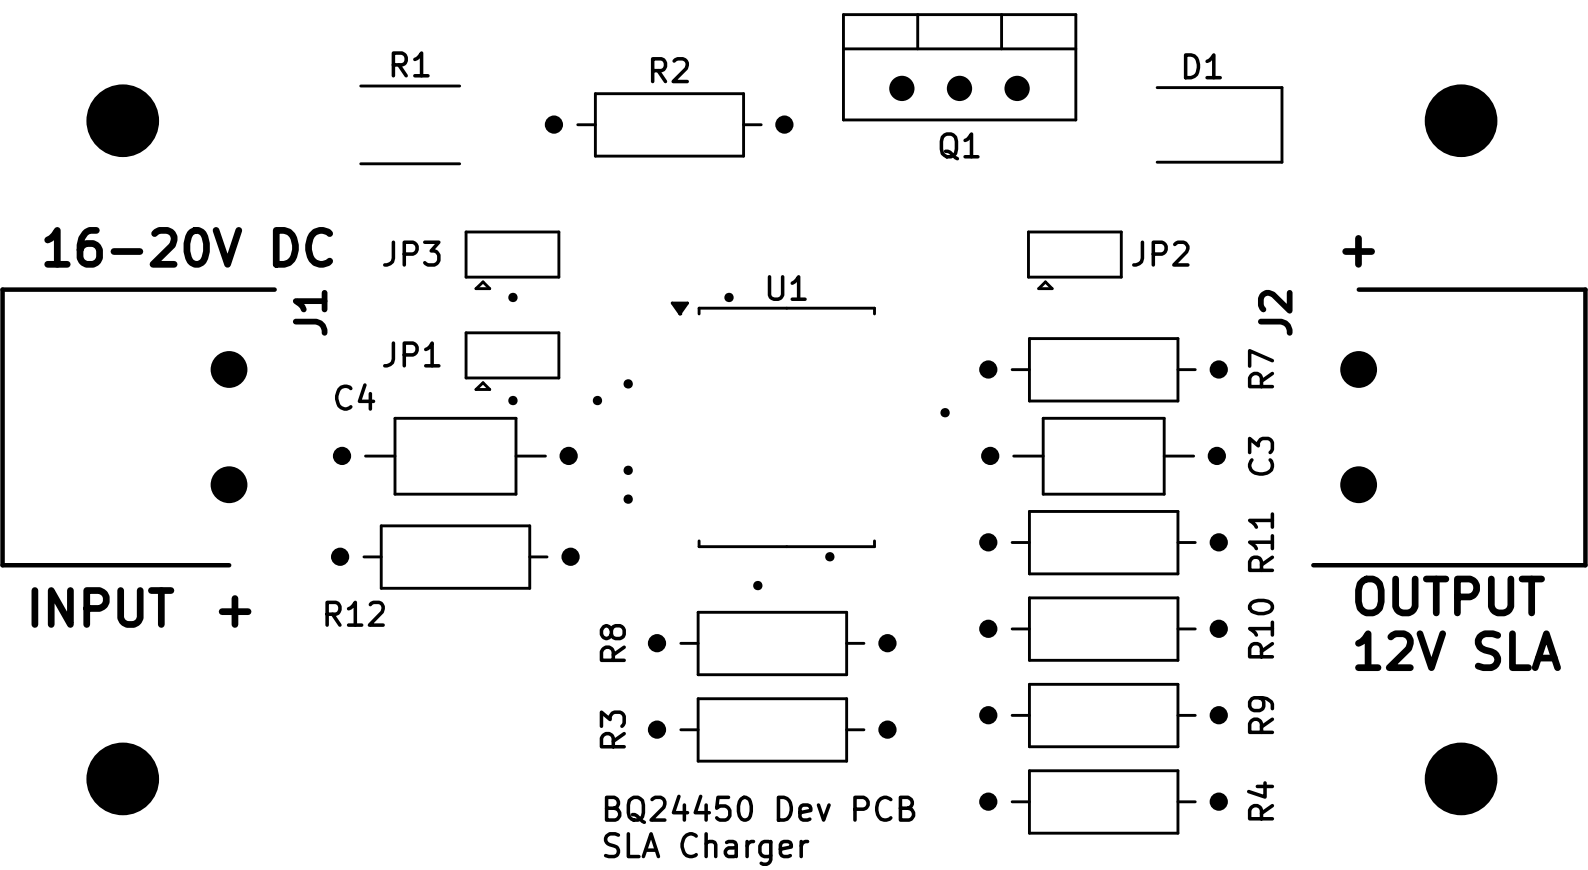 R1
R2
Q1
D1
16-20V DC
JP3
JP2
+
J1
U1
J2
JP1
R7
C4
C3
R11
INPUT +
R12
R8
R10
OUTPUT
12V SLA
R3
R9
R4
BQ24450 Dev PCB
SLA Charger